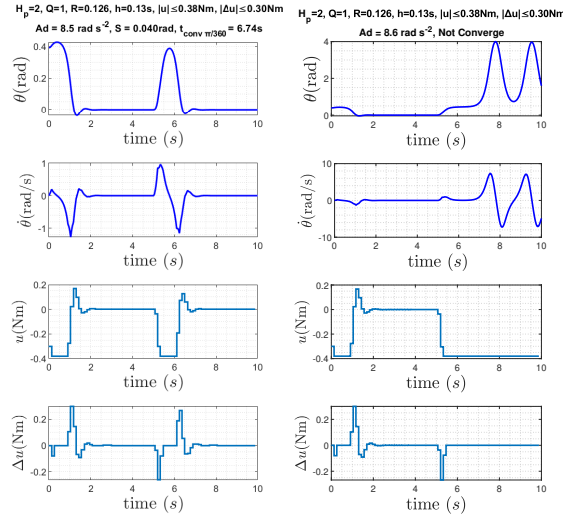 H_p=2, Q=1, R=0.126, h=0.13s, |u|≤0.38Nm, |Δu|≤0.30Nm
Ad = 8.5 rad s^-2, S = 0.040rad, t_conv π/360 = 6.74s
0.4
0.2
0
θ(rad)
0 2 4 6 8 10
time (s)
1
0
-1
θ̇(rad/s)
0 2 4 6 8 10
time (s)
0.2
0
-0.2
-0.4
u(Nm)
0 2 4 6 8 10
time (s)
0.2
0
-0.2
Δu(Nm)
0 2 4 6 8 10
time (s)
H_p=2, Q=1, R=0.126, h=0.13s, |u|≤0.38Nm, |Δu|≤0.30Nm
Ad = 8.6 rad s^-2, Not Converge
4
2
0
θ(rad)
0 2 4 6 8 10
time (s)
10
0
-10
θ̇(rad/s)
0 2 4 6 8 10
time (s)
0.2
0
-0.2
-0.4
u(Nm)
0 2 4 6 8 10
time (s)
0.2
0
-0.2
Δu(Nm)
0 2 4 6 8 10
time (s)